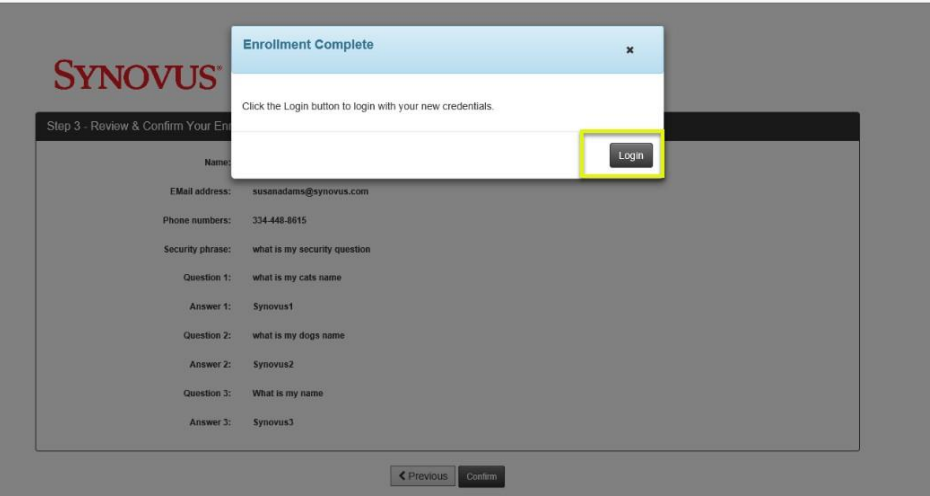 Enrollment Complete
SYNOVUS®
Click the Login button to login with your new credentials.
Step 3 - Review & Confirm Your
Login
Name:
EMail address: susanadams@synovus.com
Phone numbers: 334-448-8615
Security phrase: what is my security question
Question 1: what is my cats name
Answer 1: Synovus1
Question 2: what is my dogs name
Answer 2: Synovus2
Question 3: What is my name
Answer 3: Synovus3
Previous Confirm